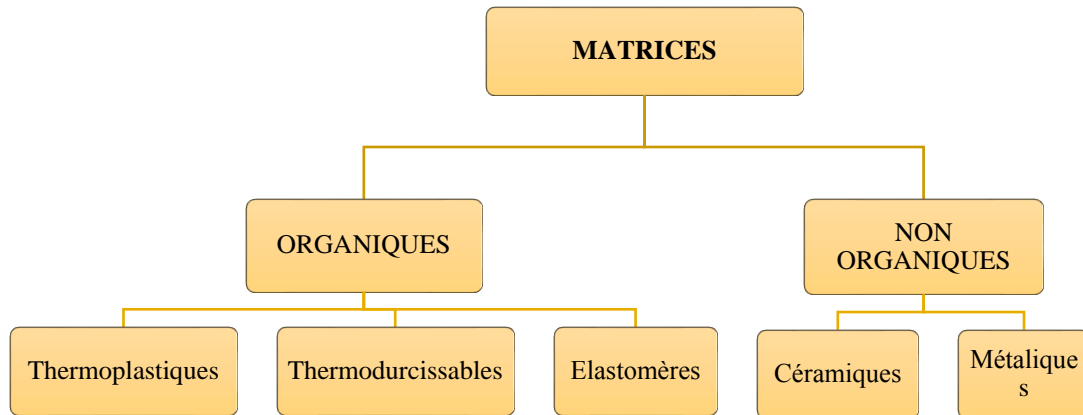 MATRICES
ORGANIQUES
NON
ORGANIQUES
Thermoplastiques
Thermodurcissables
Elastomères
Céramiques
Métalique
s